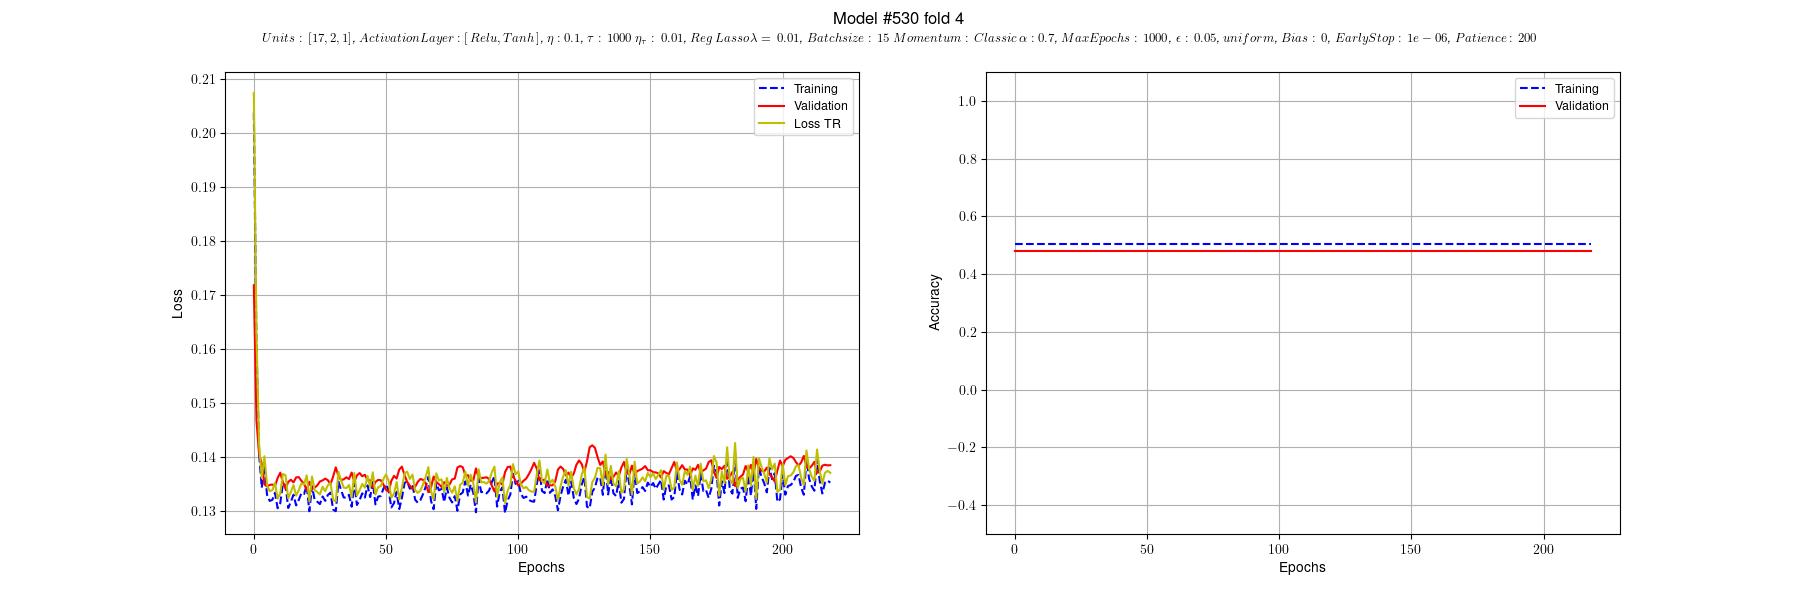 Model #530 fold 4
Units : [17, 2, 1], ActivationLayer : [Relu, Tanh], η : 0.1, τ : 1000 η_τ : 0.01, Reg Lasso λ = 0.01, Batchsize : 15 Momentum : Classic α : 0.7, MaxEpochs : 1000, ϵ : 0.05, uniform, Bias : 0, EarlyStop : 1e − 06, Patience : 200
Loss
0.21
0.20
0.19
0.18
0.17
0.16
0.15
0.14
0.13
Training
Validation
Loss TR
0 50 100 150 200
Epochs
Accuracy
1.0
0.8
0.6
0.4
0.2
0.0
−0.2
−0.4
Training
Validation
0 50 100 150 200
Epochs